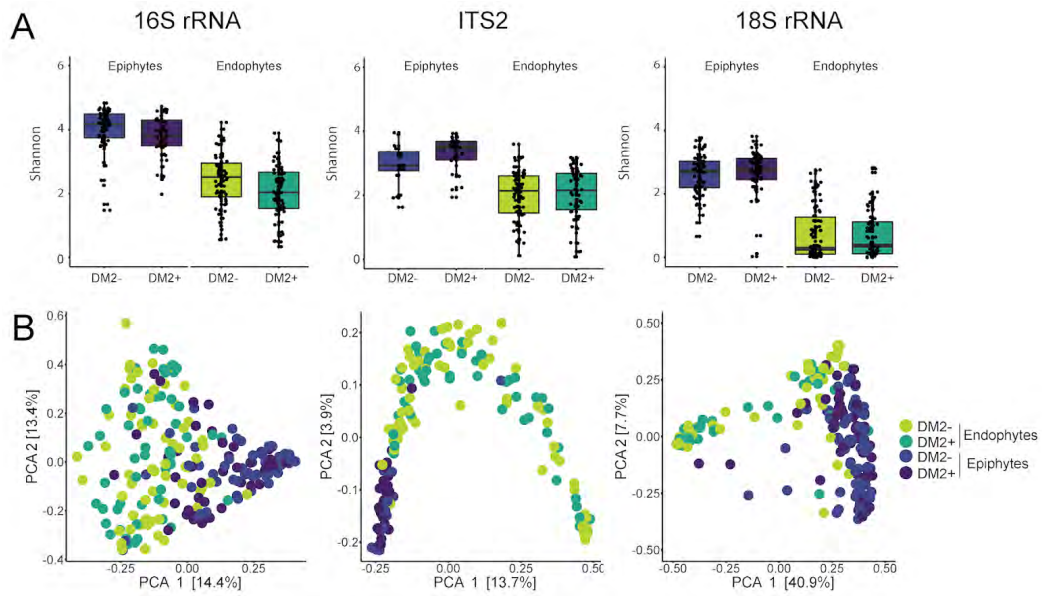 16S rRNA
ITS2
18S rRNA
A
Shannon
6
4
2
0
Epiphytes
Endophytes
DM2-
DM2+
DM2-
DM2+
Shannon
6
4
2
0
Epiphytes
Endophytes
DM2-
DM2+
DM2-
DM2+
Shannon
6
4
2
0
Epiphytes
Endophytes
DM2-
DM2+
DM2-
DM2+
B
PCA 2 [13.4%]
0.6
0.4
0.2
0.0
-0.2
-0.4
-0.25
0.00
0.25
PCA 1 [14.4%]
PCA 2 [3.9%]
0.2
0.1
0.0
-0.1
-0.2
-0.25
0.00
0.25
0.50
PCA 1 [13.7%]
PCA 2 [7.7%]
0.50
0.25
0.00
-0.25
-0.50
-0.50
-0.25
0.00
0.25
0.50
PCA 1 [40.9%]
DM2-
DM2+
Endophytes
DM2-
DM2+
Epiphytes